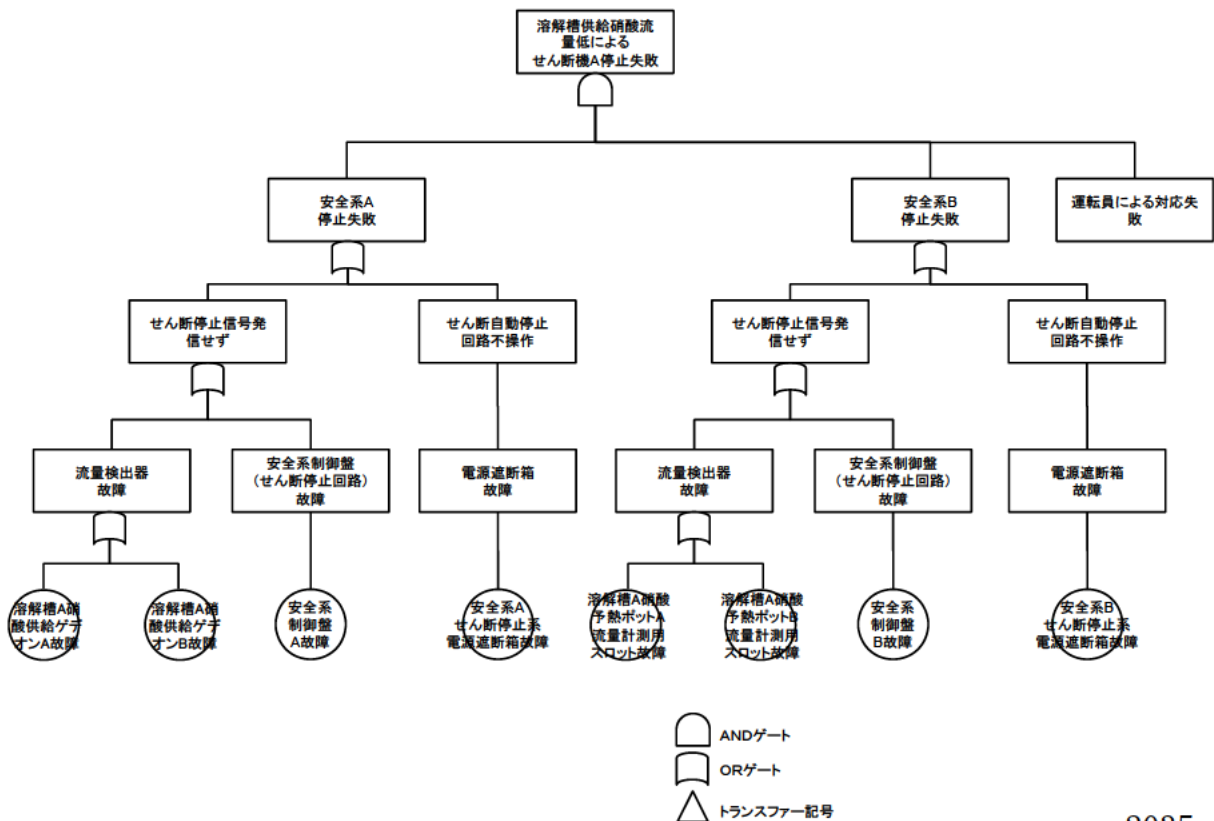 溶解槽供給硝酸流
量低による
せん断機A停止失敗
安全系A
停止失敗
安全系B
停止失敗
運転員による対応失
敗
せん断停止信号発
信せず
せん断自動停止
回路不操作
せん断停止信号発
信せず
せん断自動停止
回路不操作
流量検出器
故障
安全系制御盤
(せん断停止回路)
故障
電源遮断箱
故障
流量検出器
故障
安全系制御盤
(せん断停止回路)
故障
電源遮断箱
故障
溶解槽A硝
酸供給ゲデ
オンA故障
溶解槽A硝
酸供給ゲデ
オンB故障
安全系
制御盤
A故障
安全系A
せん断停止系
電源遮断箱故障
溶解槽A硝酸
予熱ポットA
流量計測用
スロット故障
溶解槽A硝酸
予熱ポットB
流量計測用
スロット故障
安全系
制御盤
B故障
安全系B
せん断停止系
電源遮断箱故障
ANDゲート
ORゲート
トランスファー記号